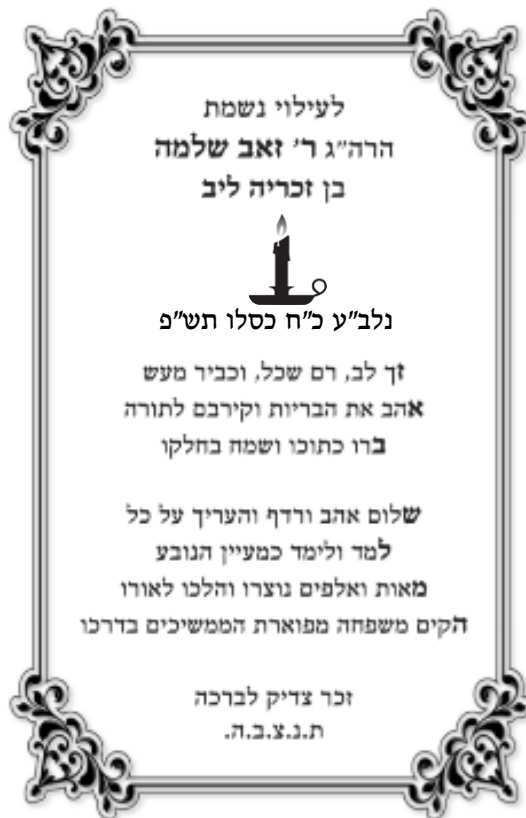 לעילוי נשמת
הרה״ג ר׳ זאב שלמה
בן זכריה ליב
נלב״ע כ״ח כסלו תש״פ
זך לב, רם שכל, וכביר מעש
אהב את הבריות וקירבם לתורה
ברו כתוכו ושמח בחלקו
שלום אהב ורדף והעריך על כל
למד ולימד כמעיין הנובע
מאות ואלפים נוצרו והלכו לאורו
הקים משפחה מפוארת הממשיכים בדרכו
זכר צדיק לברכה
ת.נ.צ.ב.ה.